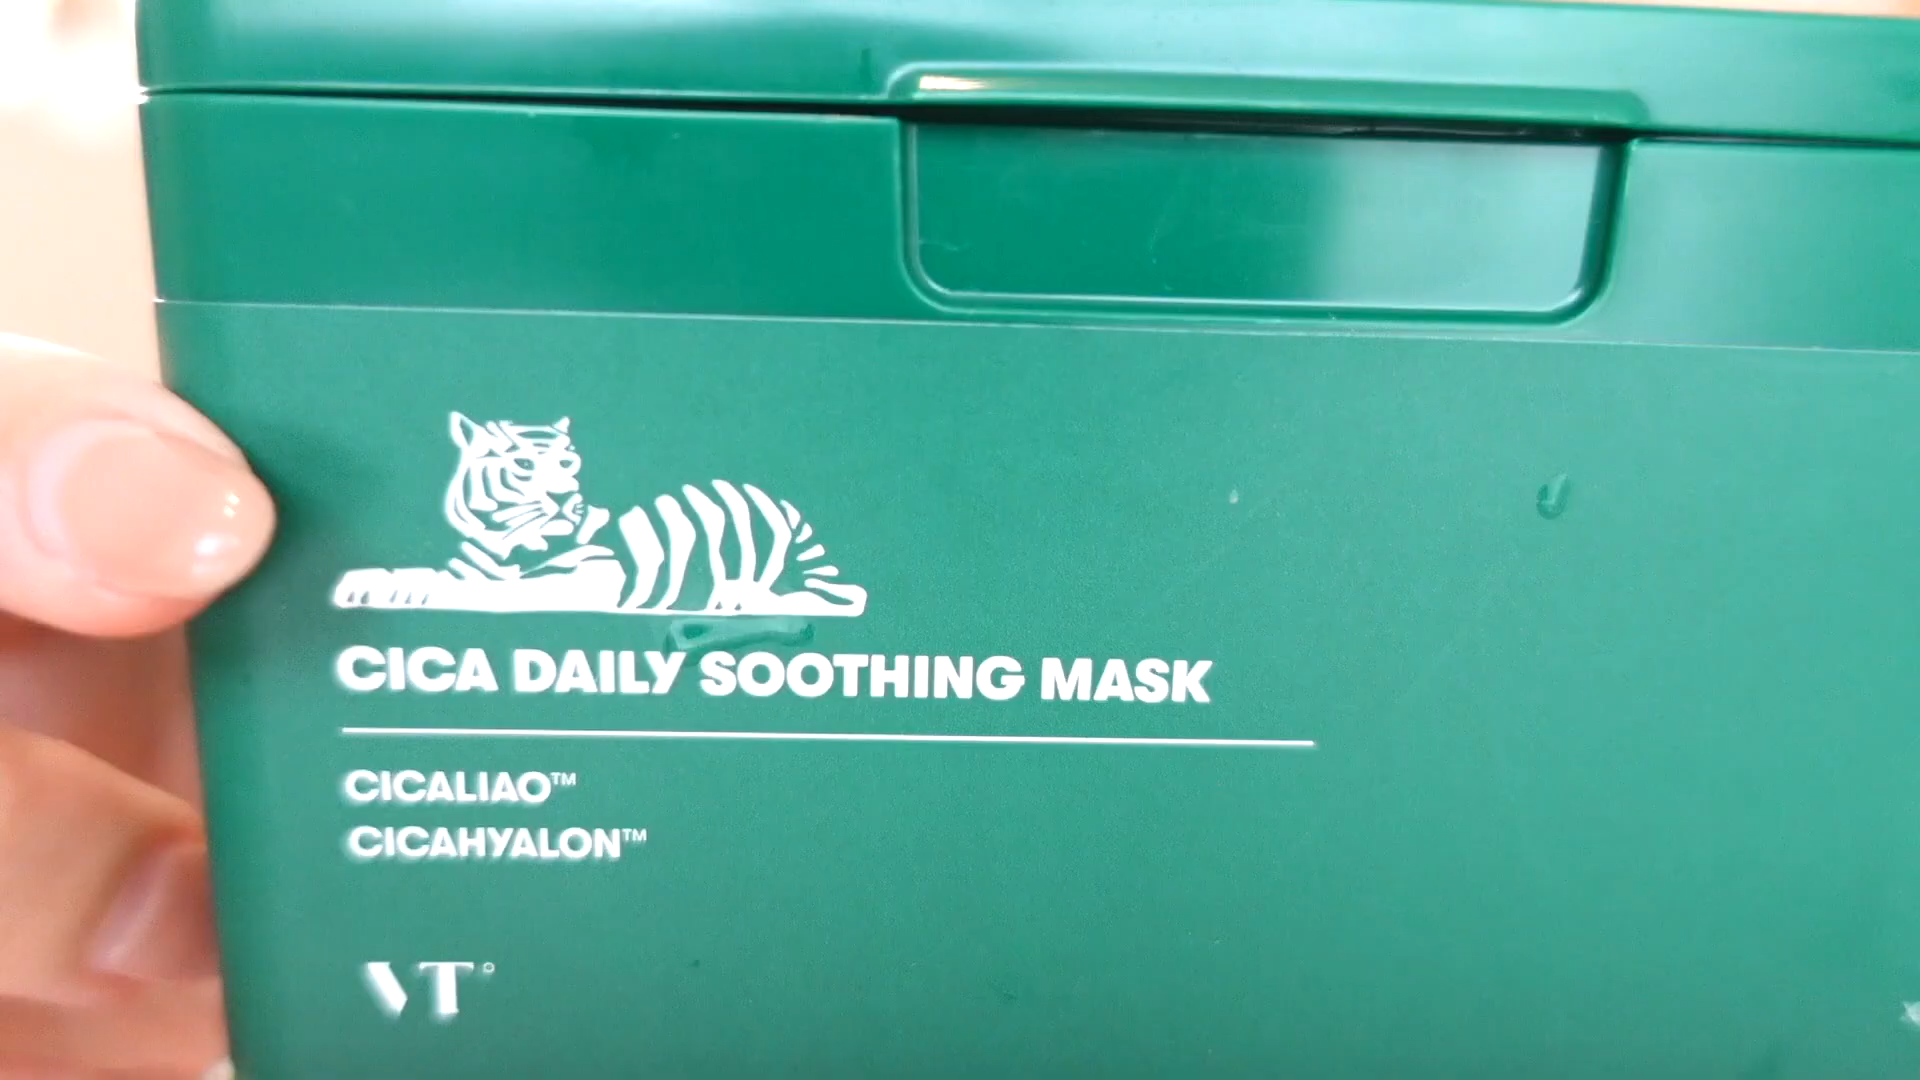 CICA DAILY SOOTHING MASK
CICALIAO™
CICAHYALON™
VT